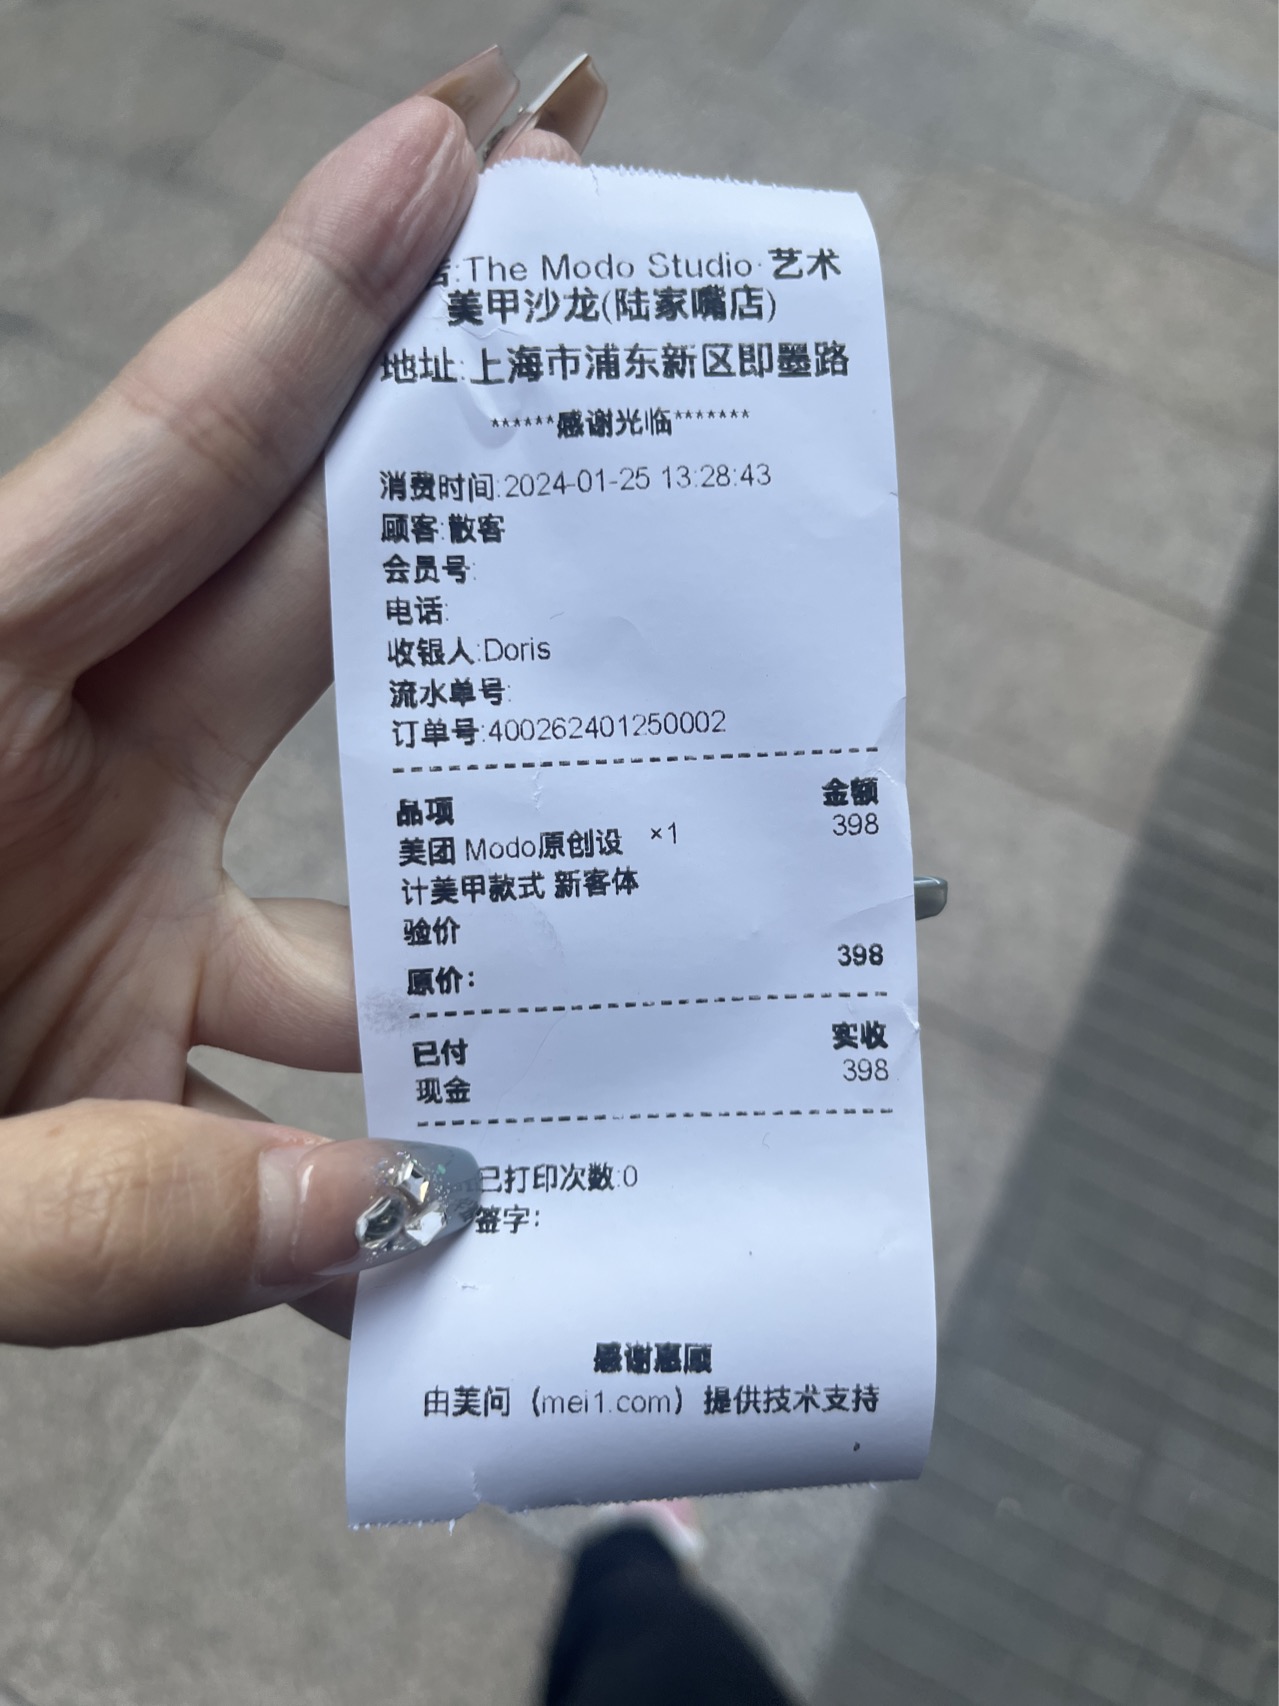 :The Modo Studio·艺术
美甲沙龙(陆家嘴店)
地址:上海市浦东新区即墨路
******感谢光临*******
消费时间:2024-01-25 13:28:43
顾客:散客
会员号:
电话:
收银人:Doris
流水单号:
订单号:400262401250002
品项 金额
美团 Modo原创设 ×1 398
计美甲款式 新客体
验价
原价: 398
已付 实收
现金 398
已打印次数:0
签字:
感谢惠顾
由美问（mei1.com）提供技术支持